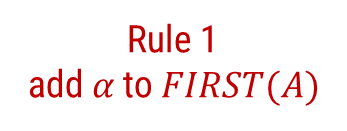 Rule 1
add α to FIRST(A)